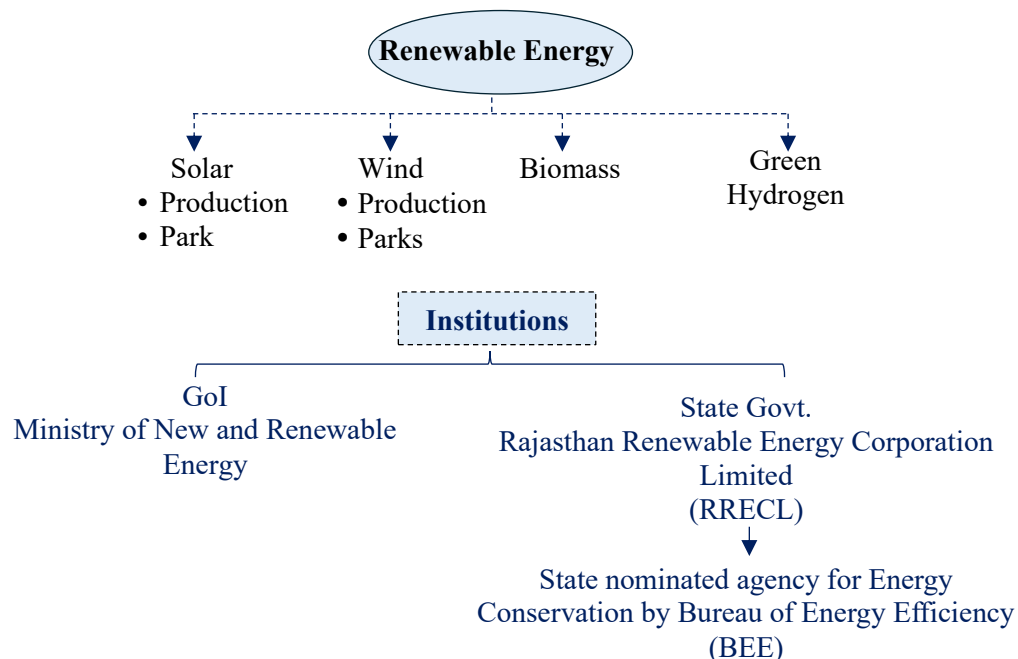 Renewable Energy
Solar
• Production
• Park
Wind
• Production
• Parks
Biomass
Green
Hydrogen
Institutions
GoI
Ministry of New and Renewable
Energy
State Govt.
Rajasthan Renewable Energy Corporation
Limited
(RRECL)
State nominated agency for Energy
Conservation by Bureau of Energy Efficiency
(BEE)